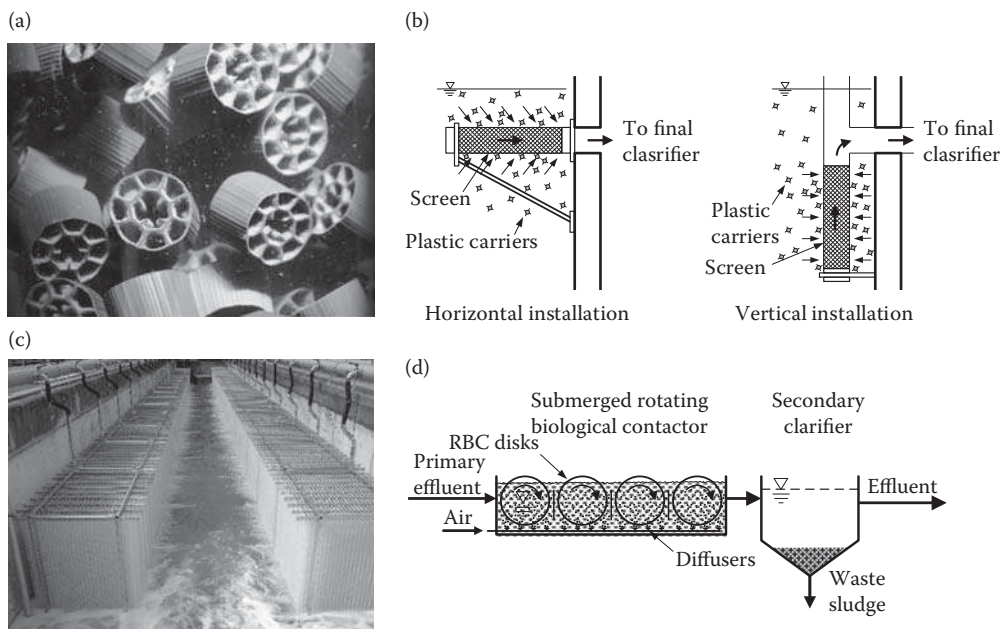 (a)
(b)
To final
clasrifier
Screen
Plastic carriers
Horizontal installation
To final
clasrifier
Plastic
carriers
Screen
Vertical installation
(c)
(d)
Submerged rotating
biological contactor
Secondary
clarifier
RBC disks
Primary
effluent
Effluent
Air
Diffusers
Waste
sludge